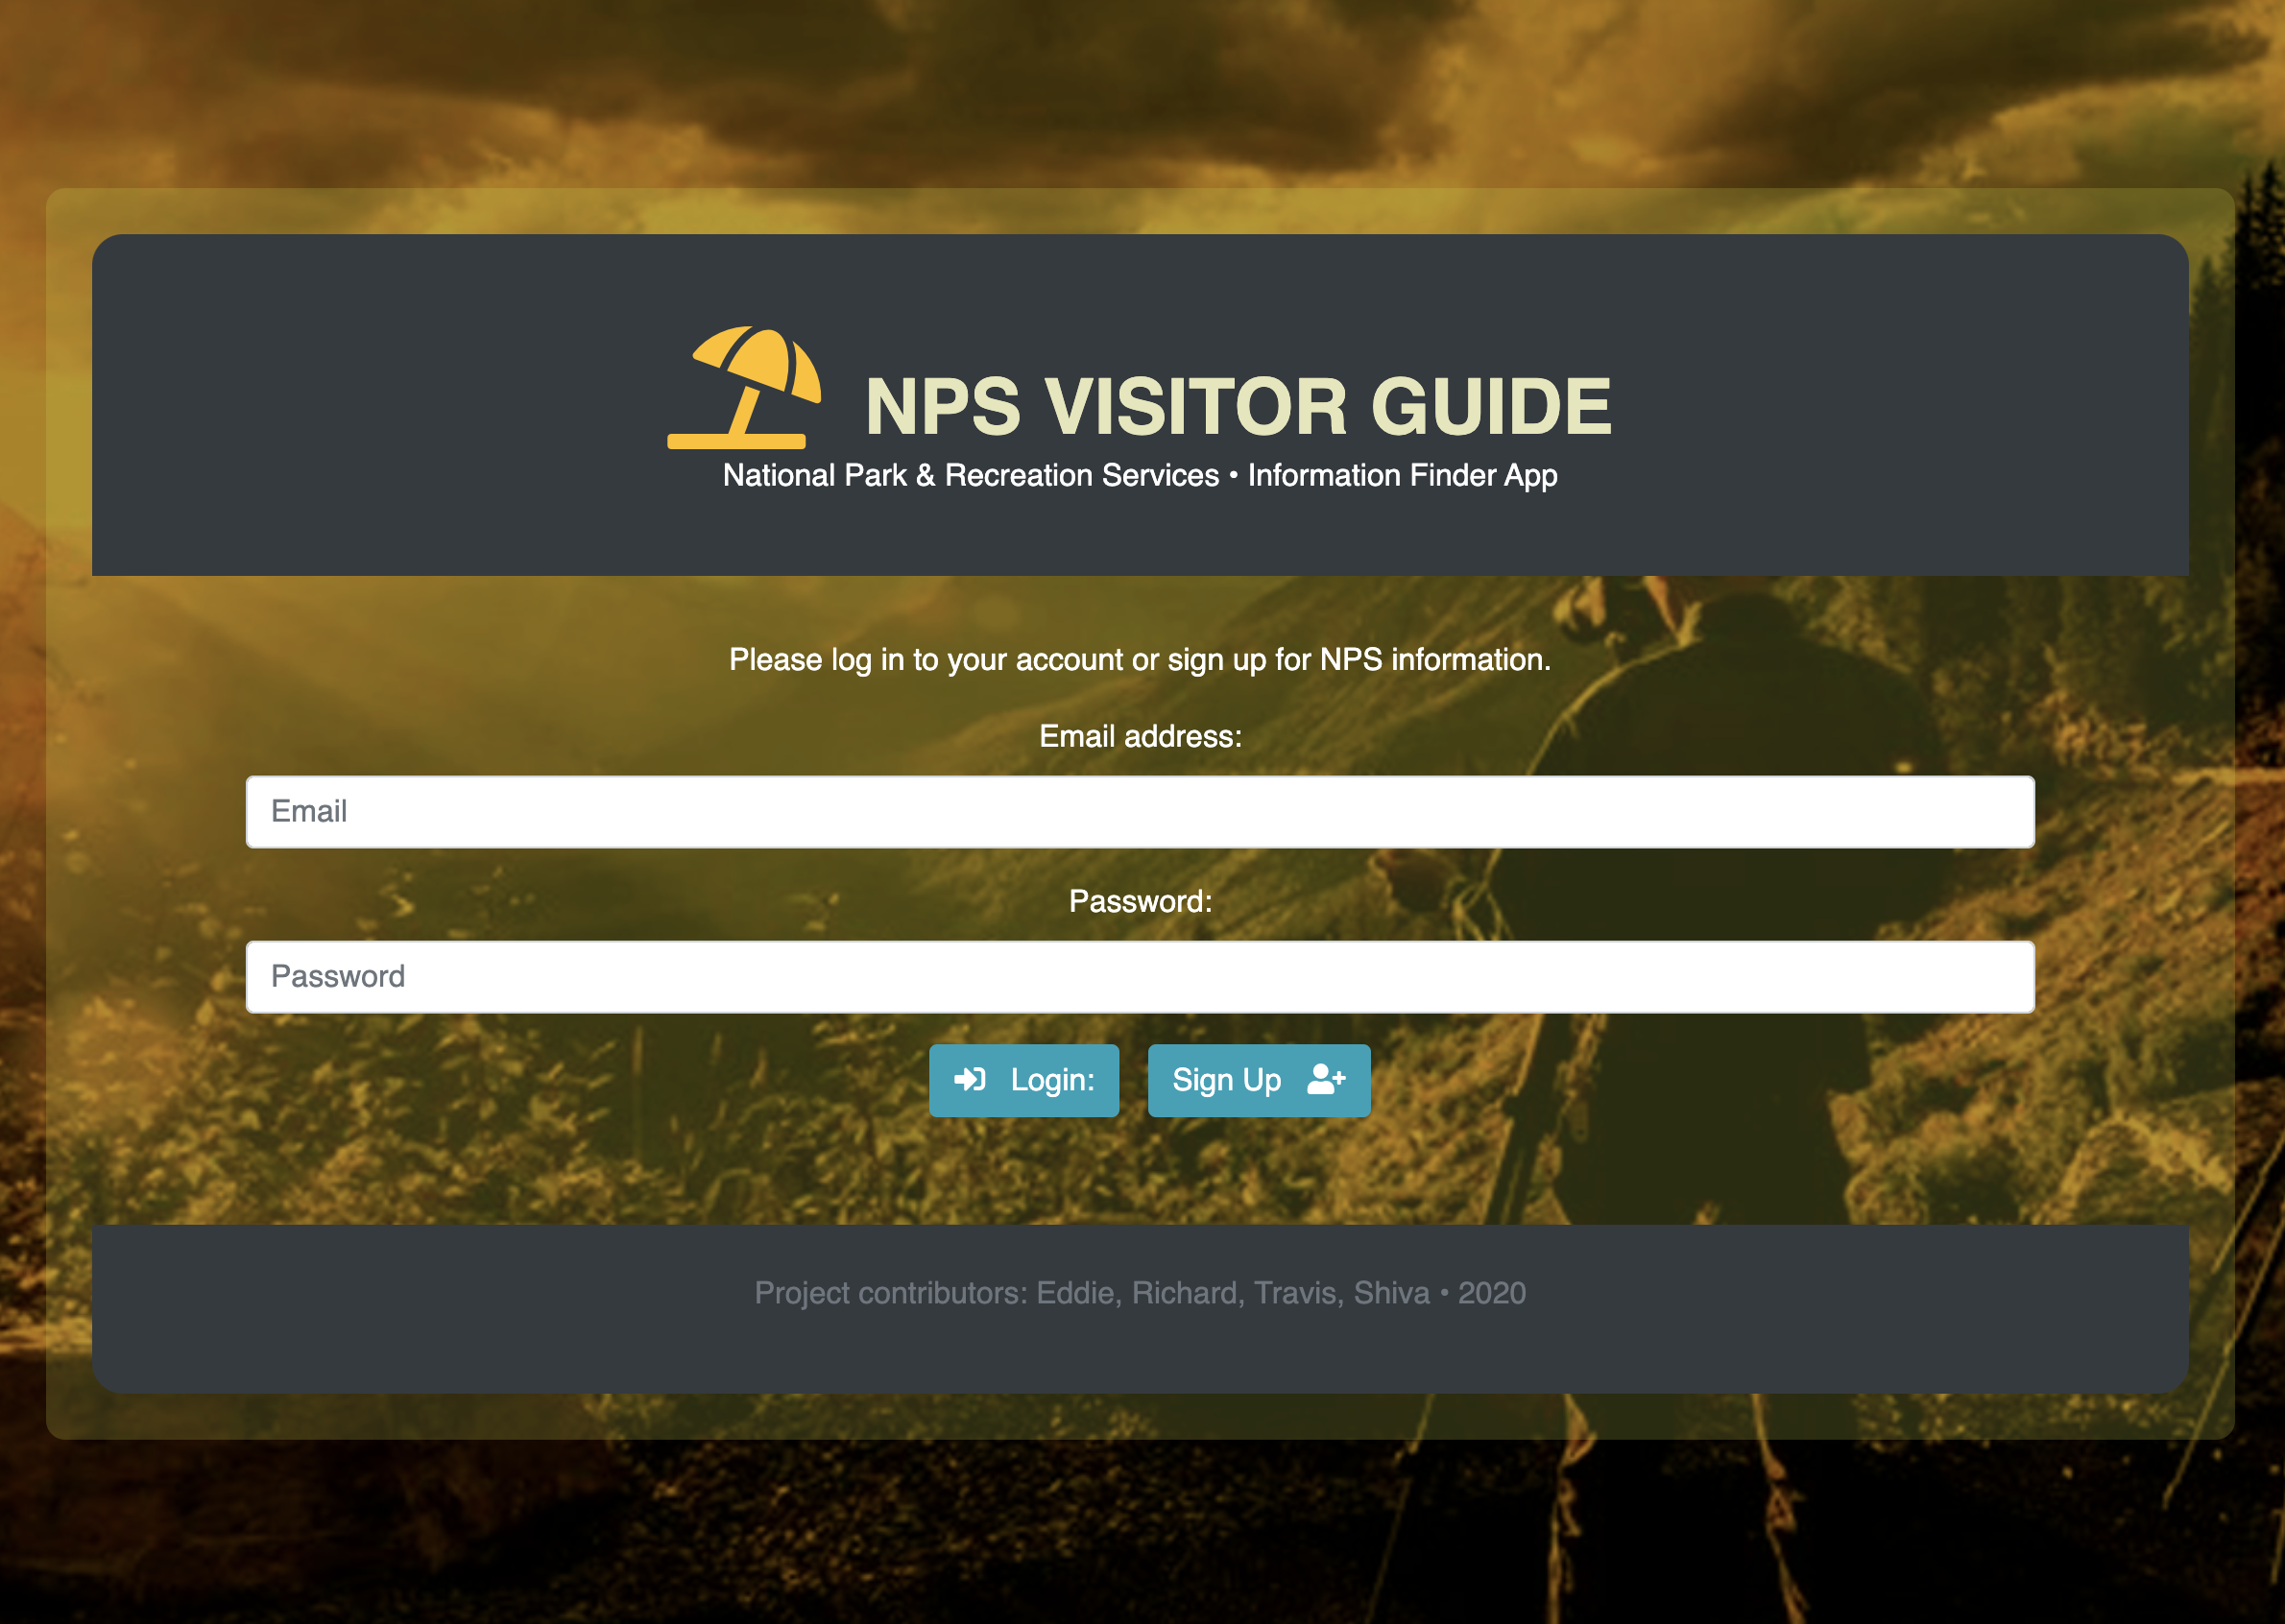 NPS VISITOR GUIDE
National Park & Recreation Services • Information Finder App
Please log in to your account or sign up for NPS information.
Email address:
Email
Password:
Password
Login: Sign Up
Project contributors: Eddie, Richard, Travis, Shiva • 2020